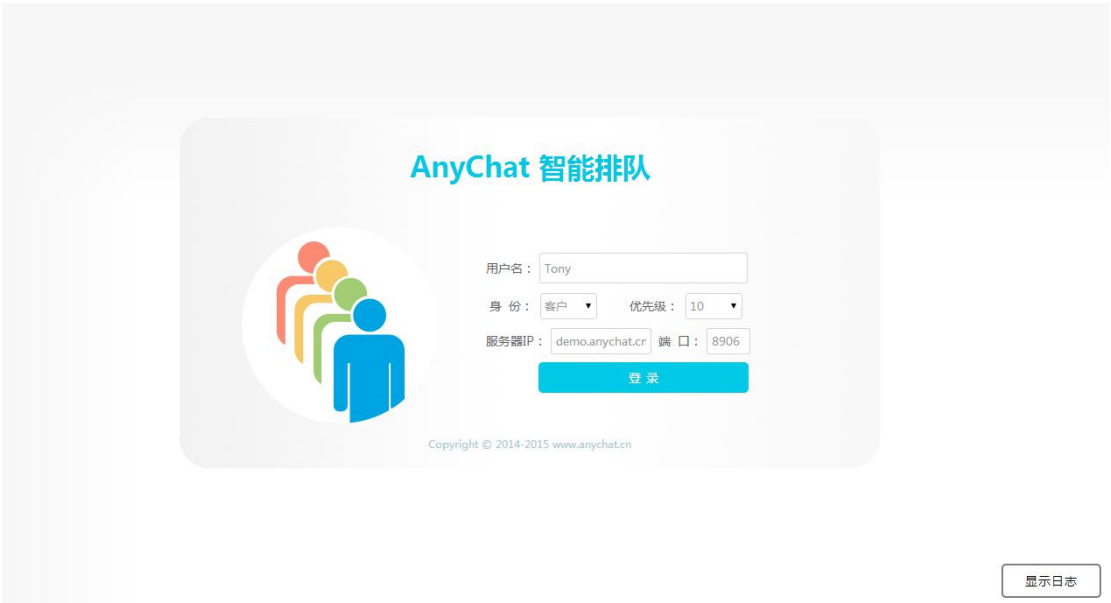 AnyChat 智能排队
用户名： Tony
身 份： 客户 优先级： 10
服务器IP： demo.anychat.cn 端 口： 8906
登 录
Copyright © 2014-2015 www.anychat.cn
显示日志